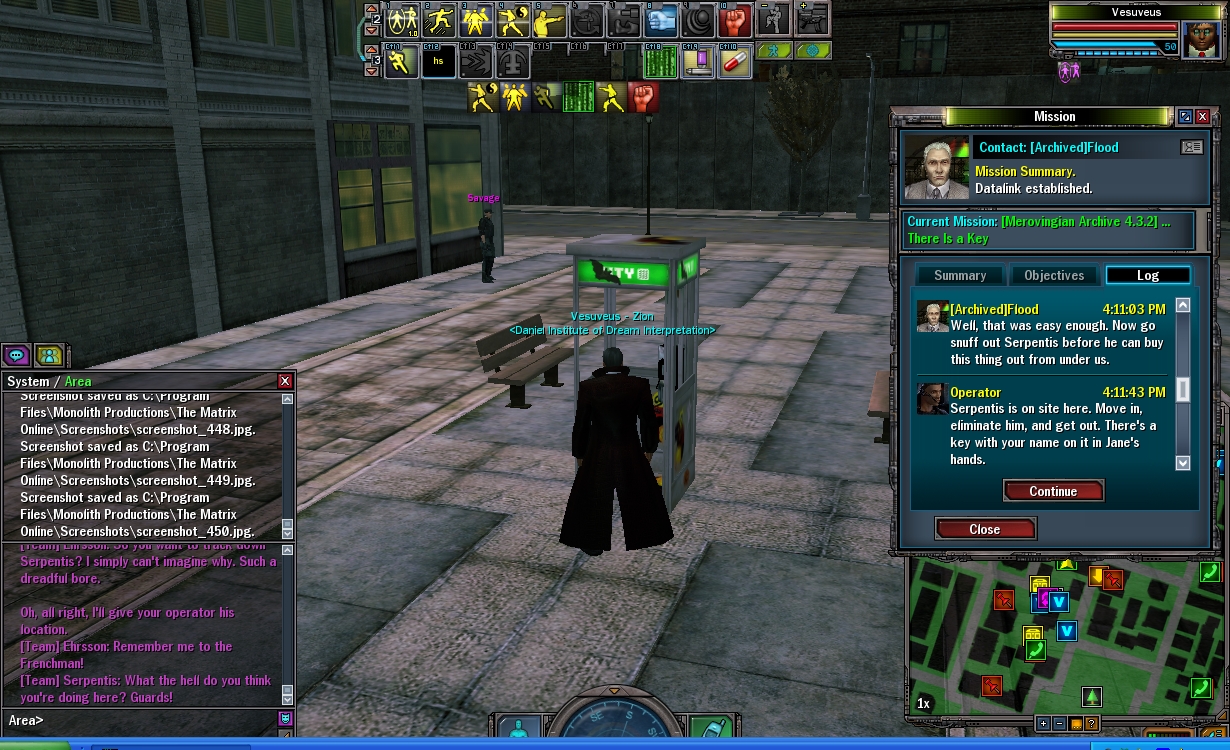 1.0
2
3
hs
Vesuveus
50
Savage
CITY
Vesuveus - Zion
<Daniel Institute of Dream Interpretation>
Mission
Contact: [Archived]Flood
Mission Summary.
Datalink established.
Current Mission: [Merovingian Archive 4.3.2] ...
There Is a Key
Summary
Objectives
Log
[Archived]Flood 4:11:03 PM
Well, that was easy enough. Now go
snuff out Serpentis before he can buy
this thing out from under us.
Operator 4:11:43 PM
Serpentis is on site here. Move in,
eliminate him, and get out. There's a
key with your name on it in Jane's
hands.
Continue
Close
System / Area
Screenshot saved as C:\Program
Files\Monolith Productions\The Matrix
Online\Screenshots\screenshot_448.jpg.
Screenshot saved as C:\Program
Files\Monolith Productions\The Matrix
Online\Screenshots\screenshot_449.jpg.
Screenshot saved as C:\Program
Files\Monolith Productions\The Matrix
Online\Screenshots\screenshot_450.jpg.
[Team] Ehrsson: So you want to track down
Serpentis? I simply can't imagine why. Such a
dreadful bore.
Oh, all right, I'll give your operator his
location.
[Team] Ehrsson: Remember me to the
Frenchman!
[Team] Serpentis: What the hell do you think
you're doing here? Guards!
Area>
SE
S
V
V
1x